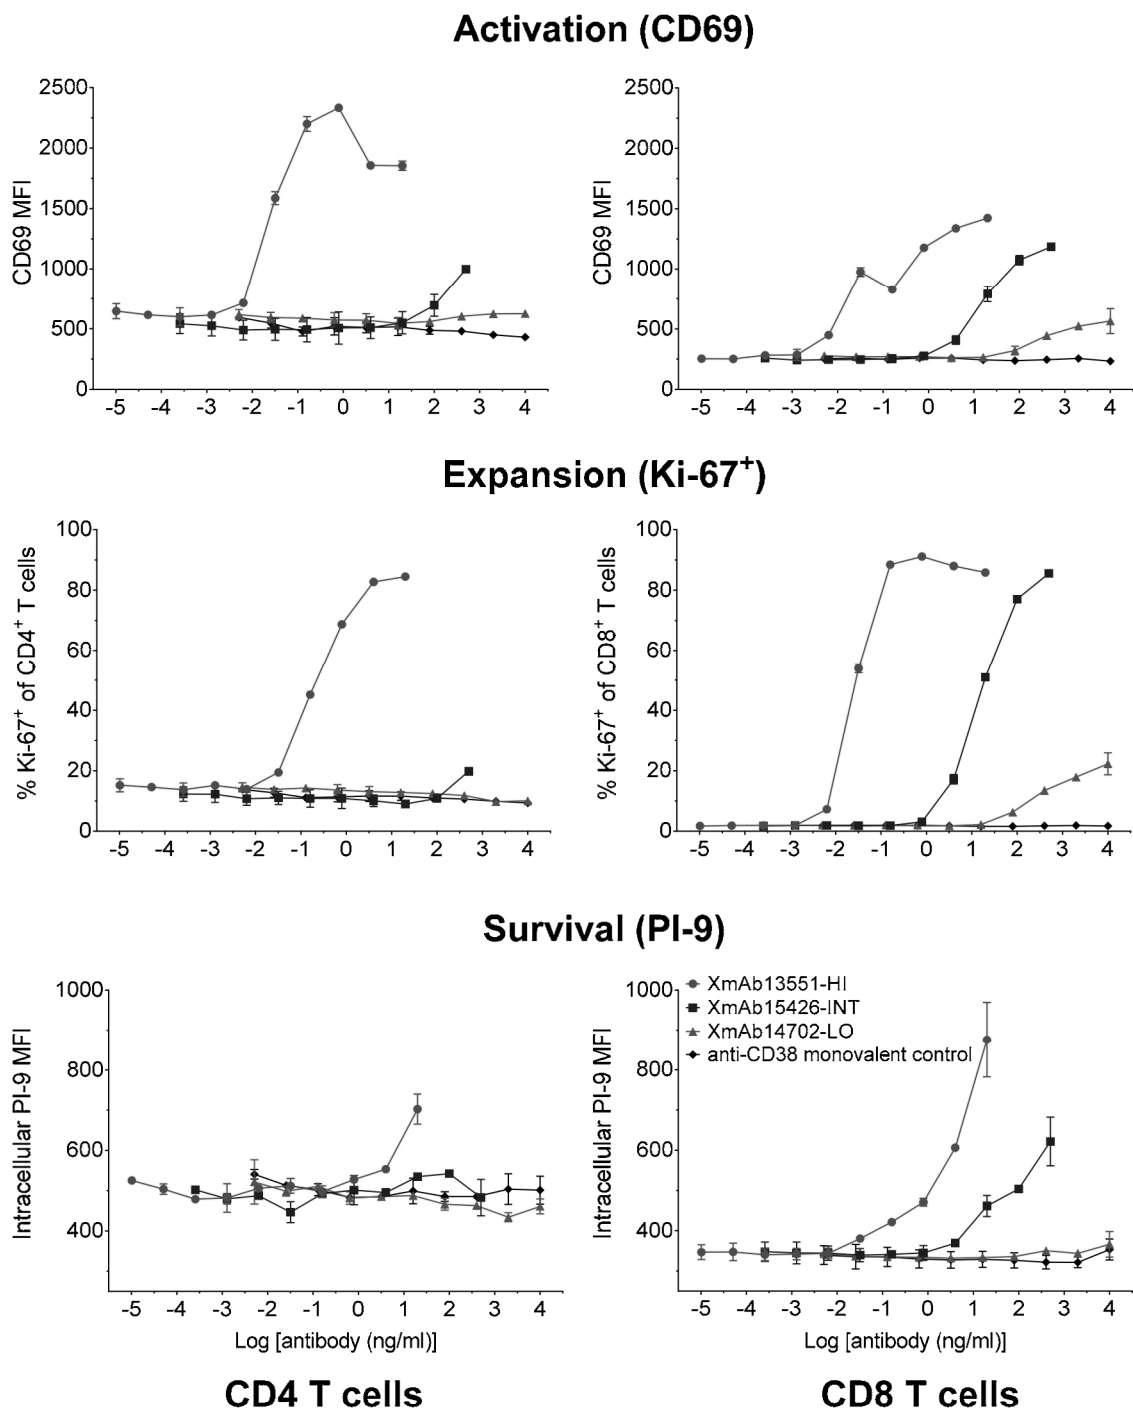 Activation (CD69)
CD69 MFI
2500
2000
1500
1000
500
0
-5 -4 -3 -2 -1 0 1 2 3 4
CD69 MFI
2500
2000
1500
1000
500
0
-5 -4 -3 -2 -1 0 1 2 3 4
Expansion (Ki-67⁺)
% Ki-67⁺ of CD4⁺ T cells
100
80
60
40
20
0
-5 -4 -3 -2 -1 0 1 2 3 4
% Ki-67⁺ of CD8⁺ T cells
100
80
60
40
20
0
-5 -4 -3 -2 -1 0 1 2 3 4
Survival (PI-9)
Intracellular PI-9 MFI
1000
800
600
400
-5 -4 -3 -2 -1 0 1 2 3 4
Log [antibody (ng/ml)]
CD4 T cells
Intracellular PI-9 MFI
1000
800
600
400
XmAb13551-HI
XmAb15426-INT
XmAb14702-LO
anti-CD38 monovalent control
-5 -4 -3 -2 -1 0 1 2 3 4
Log [antibody (ng/ml)]
CD8 T cells